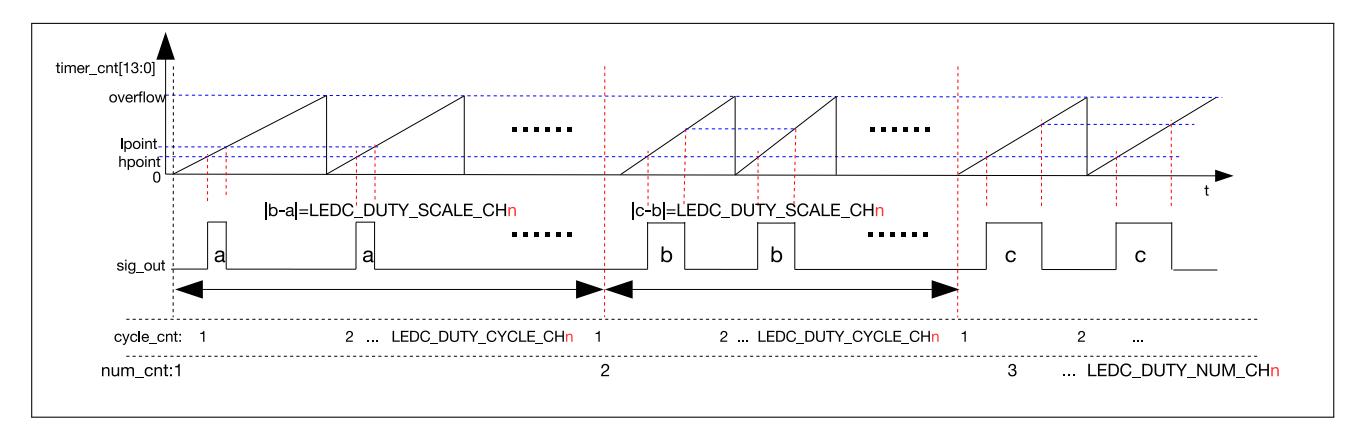 timer_cnt[13:0]
overflow
lpoint
hpoint
0
t
|b-a|=LEDC_DUTY_SCALE_CHn |c-b|=LEDC_DUTY_SCALE_CHn
sig_out a a b b c c
cycle_cnt: 1 2 ... LEDC_DUTY_CYCLE_CHn 1 2 ... LEDC_DUTY_CYCLE_CHn 1 2 ...
num_cnt:1 2 3 ... LEDC_DUTY_NUM_CHn